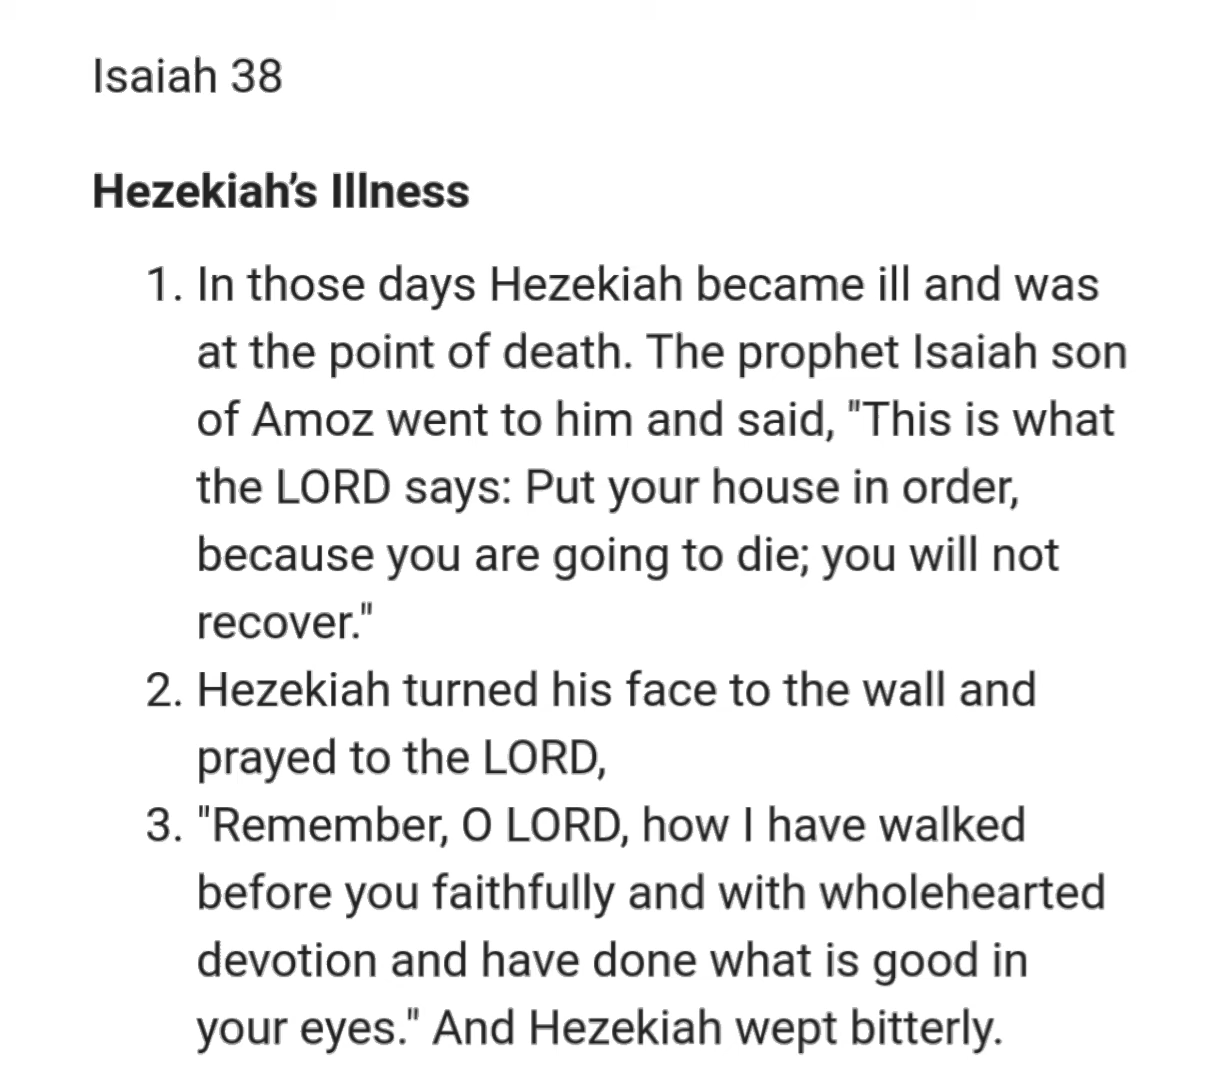 Isaiah 38
Hezekiah’s Illness
1. In those days Hezekiah became ill and was
at the point of death. The prophet Isaiah son
of Amoz went to him and said, "This is what
the LORD says: Put your house in order,
because you are going to die; you will not
recover."
2. Hezekiah turned his face to the wall and
prayed to the LORD,
3. "Remember, O LORD, how I have walked
before you faithfully and with wholehearted
devotion and have done what is good in
your eyes." And Hezekiah wept bitterly.